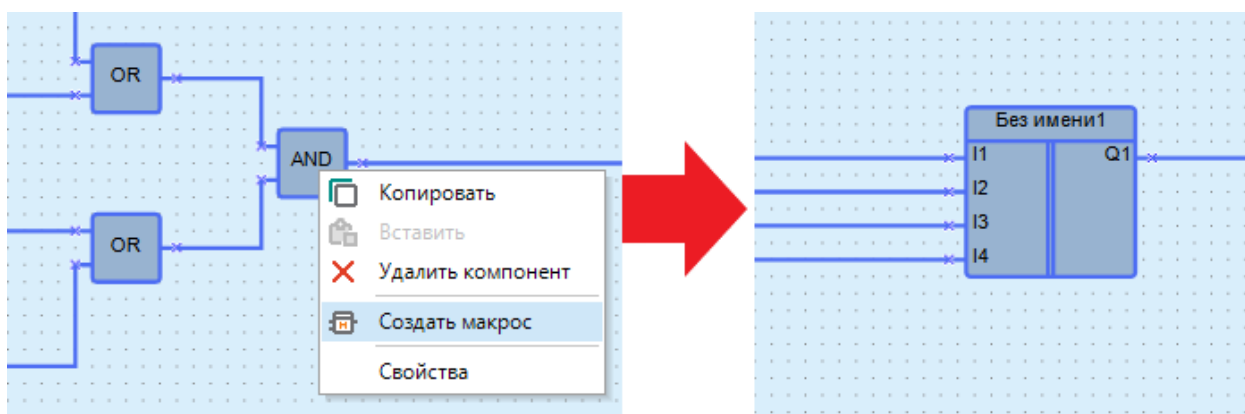 OR
AND
OR
Копировать
Вставить
Удалить компонент
Создать макрос
Свойства
Без имени1
I1 Q1
I2
I3
I4